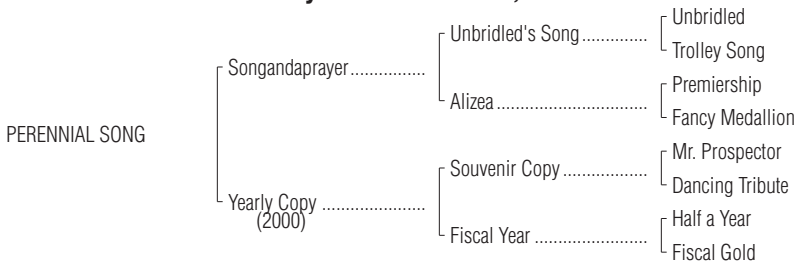 Unbridled
Unbridled's Song..............
Trolley Song
Songandaprayer................
Premiership
Alizea................................
Fancy Medallion
PERENNIAL SONG
Mr. Prospector
Souvenir Copy..................
Dancing Tribute
Yearly Copy......................
(2000)
Half a Year
Fiscal Year........................
Fiscal Gold